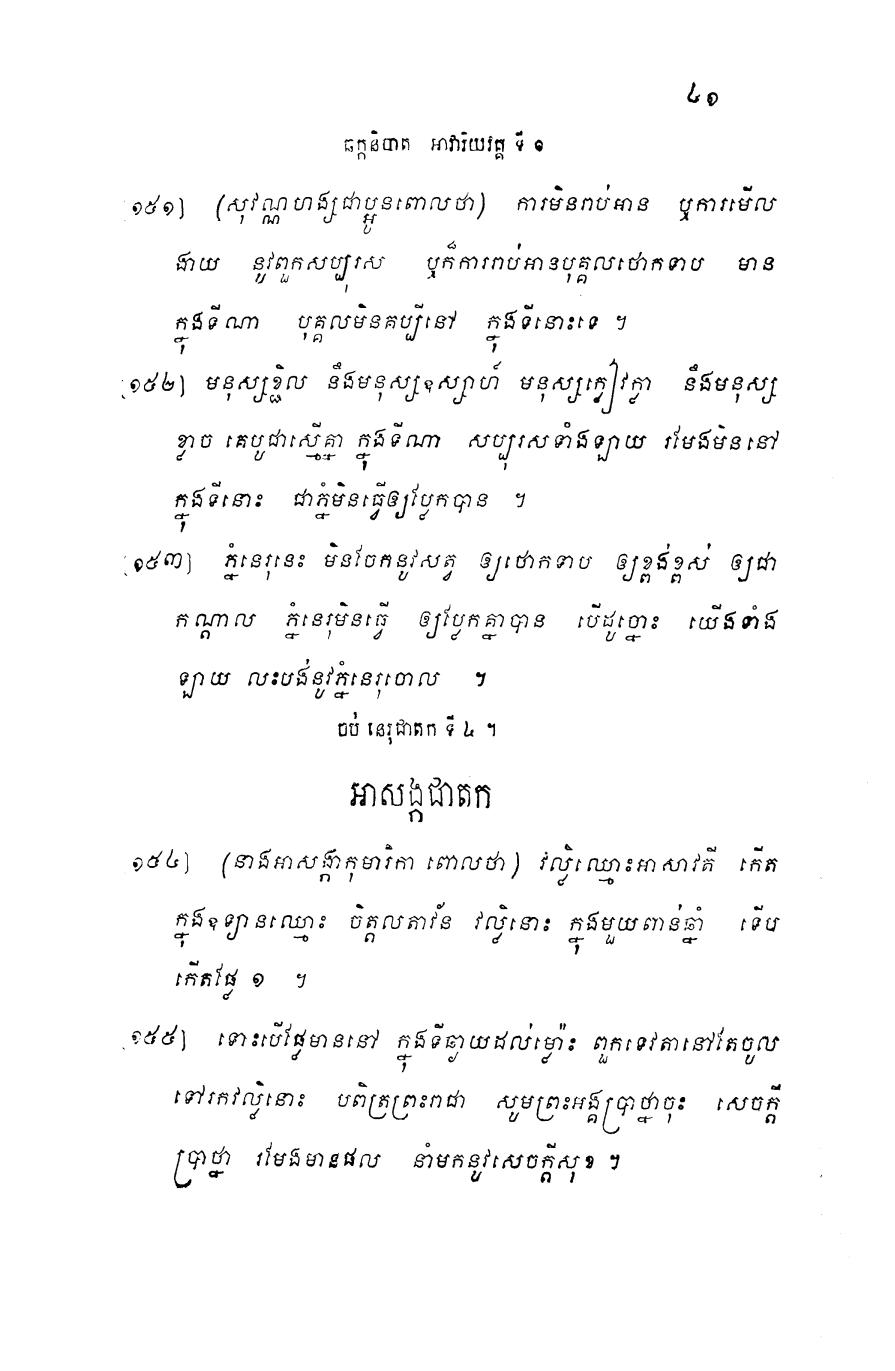 ៤១
ឆក្កនិបាត អាវារិយវគ្គ ទី ១
១៥១] (សុវណ្ណហង្សជាប្អូនពោលថា) ការមិនរាប់អាន ឬការមើល
ងាយ នូវពួកសប្បុរស ឬក៏ការរាប់អានបុគ្គលថោកទាប មាន
ក្នុងទីណា បុគ្គលមិនគប្បីនៅ ក្នុងទីនោះទេ ។
១៥២] មនុស្សខ្ជិល នឹងមនុស្សឧស្សាហ៍ មនុស្សក្លៀវក្លា នឹងមនុស្ស
ខ្លាច គេបូជាស្មើគ្នា ក្នុងទីណា សប្បុរសទាំងឡាយ រមែងមិននៅ
ក្នុងទីនោះ ជាភ្នំមិនធ្វើឲ្យប្លែកបាន ។
១៥៣] ភ្នំនេរុនេះ មិនចែកនូវសត្វ ឲ្យថោកទាប ឲ្យខ្ពង់ខ្ពស់ ឲ្យជា
កណ្តាល ភ្នំនេរុមិនធ្វើ ឲ្យប្លែកគ្នាបាន បើដូច្នោះ យើងទាំង
ឡាយ លះបង់នូវភ្នំនេរុចោល ។
ចប់ នេរុជាតក ទី ៤ ។
អាសង្កជាតក
១៥៤] (នាងអាសង្កាកុមារិកា ពោលថា) វល្លិឈ្មោះអាសាវតី កើត
ក្នុងឧទ្យានឈ្មោះ ចិត្តលតាវ័ន វល្លិនោះ ក្នុងមួយពាន់ឆ្នាំ ទើប
កើតផ្លែ ១ ។
១៥៥] ទោះបើផ្លែមាននៅ ក្នុងទីឆ្ងាយដល់ម្លោ៉ះ ពួកទេវតានៅតែចូល
ទៅរកវល្លិនោះ បពិត្រព្រះរាជា សូមព្រះអង្គប្រាថ្នាចុះ សេចក្តី
ប្រាថ្នា រមែងមានផល នាំមកនូវសេចក្តីសុខ ។